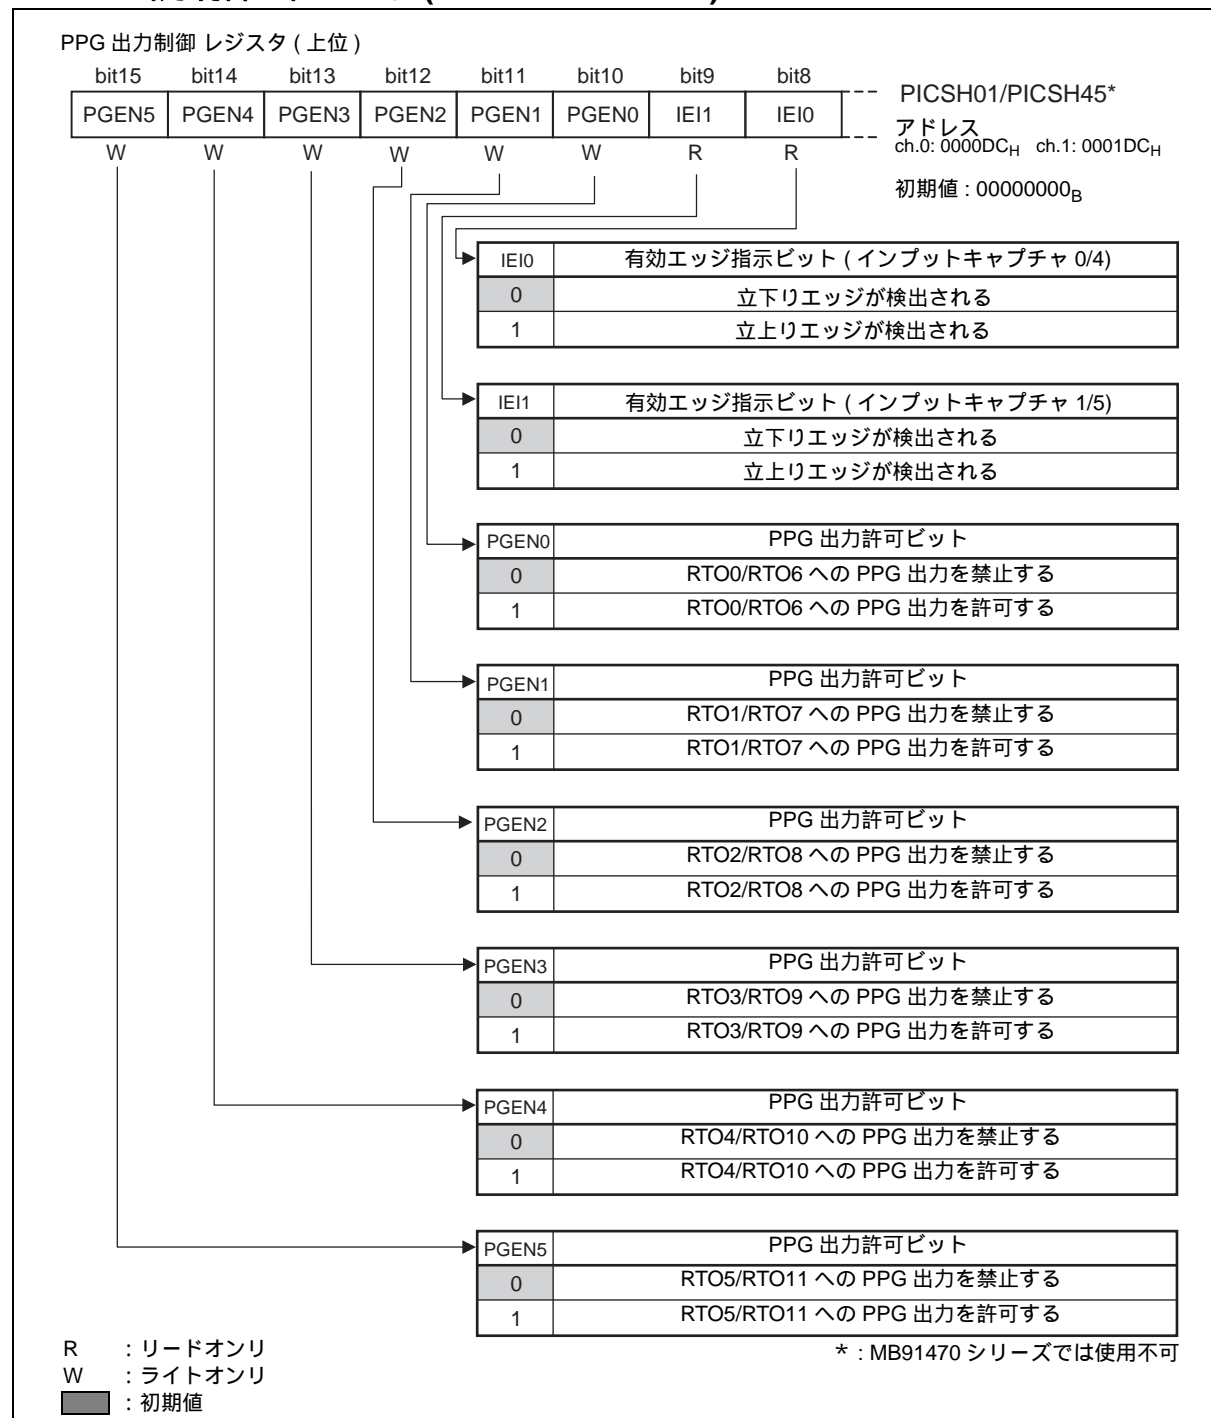 PPG 出力制御 レジスタ ( 上位 )
bit15 bit14 bit13 bit12 bit11 bit10 bit9 bit8
PGEN5 PGEN4 PGEN3 PGEN2 PGEN1 PGEN0 IEI1 IEI0
W W W W W W R R
PICSH01/PICSH45*
アドレス
ch.0: 0000DCH ch.1: 0001DCH
初期値 : 00000000B
IEI0 有効エッジ指示ビット ( インプットキャプチャ 0/4)
0 立下りエッジが検出される
1 立上りエッジが検出される
IEI1 有効エッジ指示ビット ( インプットキャプチャ 1/5)
0 立下りエッジが検出される
1 立上りエッジが検出される
PGEN0 PPG 出力許可ビット
0 RTO0/RTO6 への PPG 出力を禁止する
1 RTO0/RTO6 への PPG 出力を許可する
PGEN1 PPG 出力許可ビット
0 RTO1/RTO7 への PPG 出力を禁止する
1 RTO1/RTO7 への PPG 出力を許可する
PGEN2 PPG 出力許可ビット
0 RTO2/RTO8 への PPG 出力を禁止する
1 RTO2/RTO8 への PPG 出力を許可する
PGEN3 PPG 出力許可ビット
0 RTO3/RTO9 への PPG 出力を禁止する
1 RTO3/RTO9 への PPG 出力を許可する
PGEN4 PPG 出力許可ビット
0 RTO4/RTO10 への PPG 出力を禁止する
1 RTO4/RTO10 への PPG 出力を許可する
PGEN5 PPG 出力許可ビット
0 RTO5/RTO11 への PPG 出力を禁止する
1 RTO5/RTO11 への PPG 出力を許可する
R : リードオンリ
W : ライトオンリ
: 初期値
* : MB91470 シリーズでは使用不可